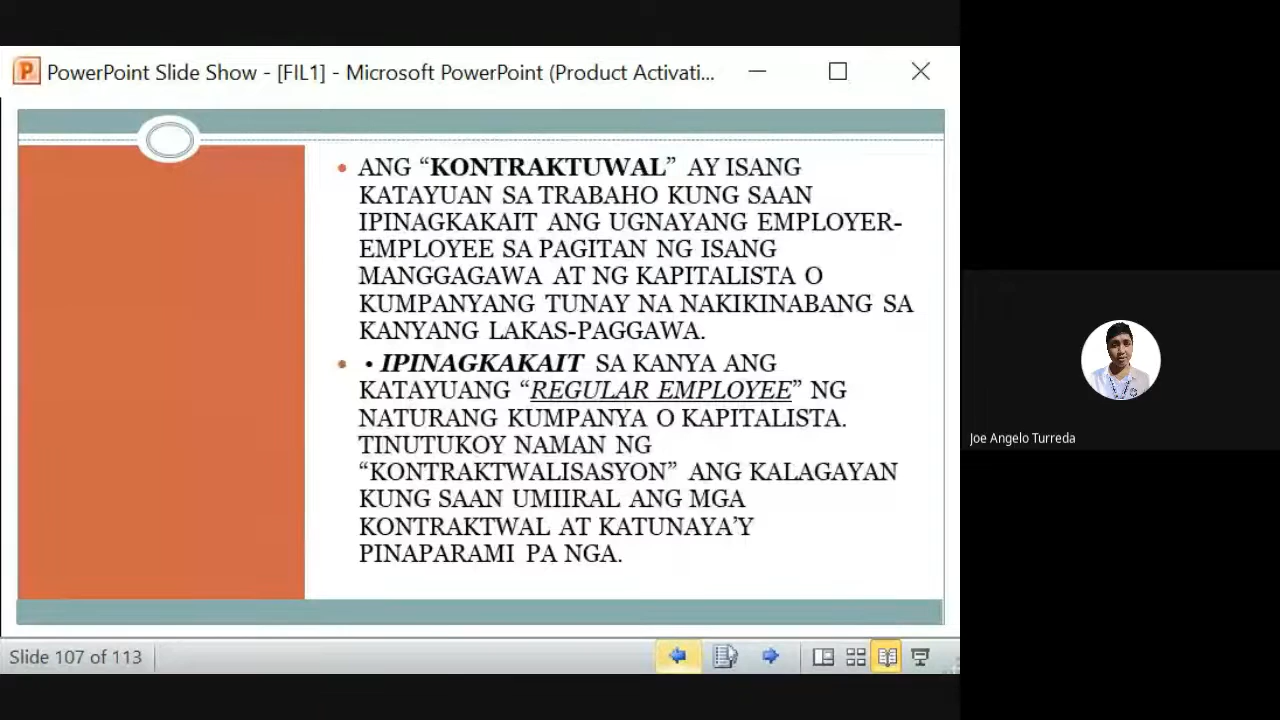 PowerPoint Slide Show - [FIL1] - Microsoft PowerPoint (Product Activati...
• ANG “KONTRAKTUWAL” AY ISANG
KATAYUAN SA TRABAHO KUNG SAAN
IPINAGKAKAIT ANG UGNAYANG EMPLOYER-
EMPLOYEE SA PAGITAN NG ISANG
MANGGAGAWA AT NG KAPITALISTA O
KUMPANYANG TUNAY NA NAKIKINABANG SA
KANYANG LAKAS-PAGGAWA.
• • IPINAGKAKAIT SA KANYA ANG
KATAYUANG “REGULAR EMPLOYEE” NG
NATURANG KUMPANYA O KAPITALISTA.
TINUTUKOY NAMAN NG
“KONTRAKTWALISASYON” ANG KALAGAYAN
KUNG SAAN UMIIRAL ANG MGA
KONTRAKTWAL AT KATUNAYA’Y
PINAPARAMI PA NGA.
Slide 107 of 113
Joe Angelo Turreda